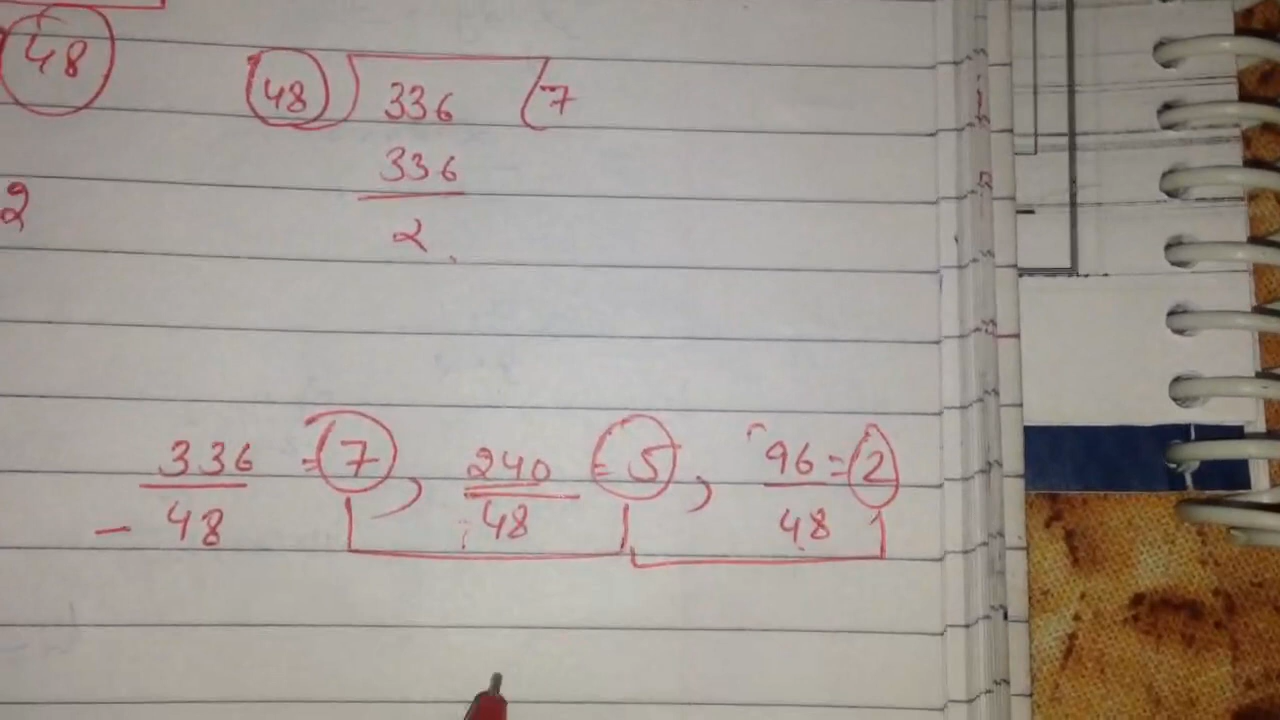 48
48) 336 (7
336
2
2
336 = 7, 240 = 5, 96 = 2
48 48 48